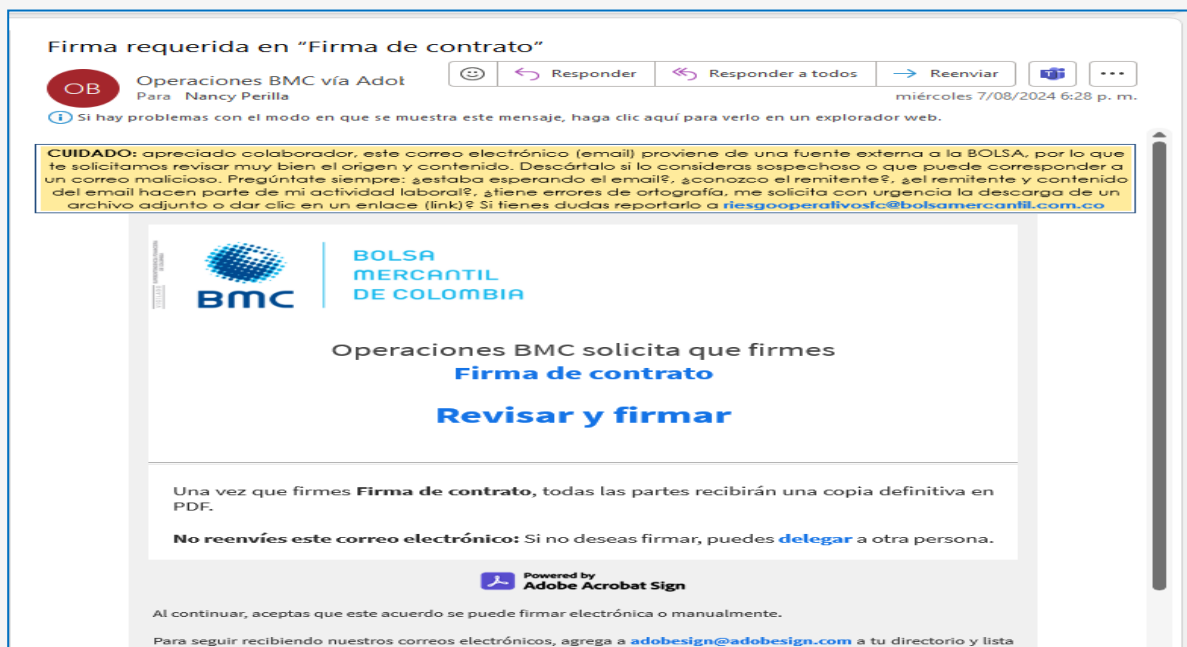 Firma requerida en “Firma de contrato”
OB
Operaciones BMC vía Adob
Responder
Responder a todos
Reenviar
Para Nancy Perilla
miércoles 7/08/2024 6:28 p. m.
Si hay problemas con el modo en que se muestra este mensaje, haga clic aquí para verlo en un explorador web.
CUIDADO: apreciado colaborador, este correo electrónico (email) proviene de una fuente externa a la BOLSA, por lo que
te solicitamos revisar muy bien el origen y contenido. Descártalo si lo consideras sospechoso o que puede corresponder a
un correo malicioso. Pregúntate siempre: ¿estaba esperando el email?, ¿conozco el remitente?, ¿el remitente y contenido
del email hacen parte de mi actividad laboral?, ¿tiene errores de ortografía, me solicita con urgencia la descarga de un
archivo adjunto o dar clic en un enlace (link)? Si tienes dudas reportarlo a riesgooperativosfc@bolsamercantil.com.co
BMC
BOLSA
MERCANTIL
DE COLOMBIA
Operaciones BMC solicita que firmes
Firma de contrato
Revisar y firmar
Una vez que firmes Firma de contrato, todas las partes recibirán una copia definitiva en
PDF.
No reenvíes este correo electrónico: Si no deseas firmar, puedes delegar a otra persona.
Powered by
Adobe Acrobat Sign
Al continuar, aceptas que este acuerdo se puede firmar electrónica o manualmente.
Para seguir recibiendo nuestros correos electrónicos, agrega a adobesign@adobesign.com a tu directorio y lista